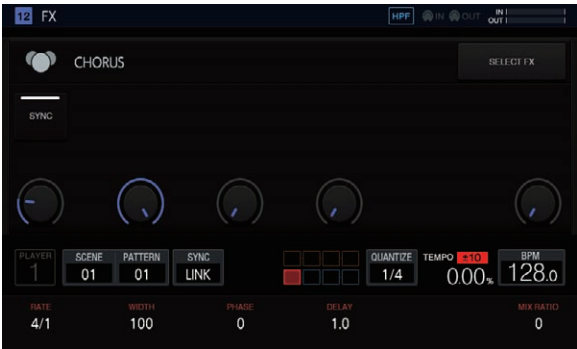 12 FX HPF IN OUT IN
OUT
CHORUS SELECT FX
SYNC
PLAYER 1
SCENE 01
PATTERN 01
SYNC LINK
QUANTIZE 1/4
TEMPO ±10 0.00%
BPM 128.0
RATE WIDTH PHASE DELAY MIX RATIO
4/1 100 0 1.0 0